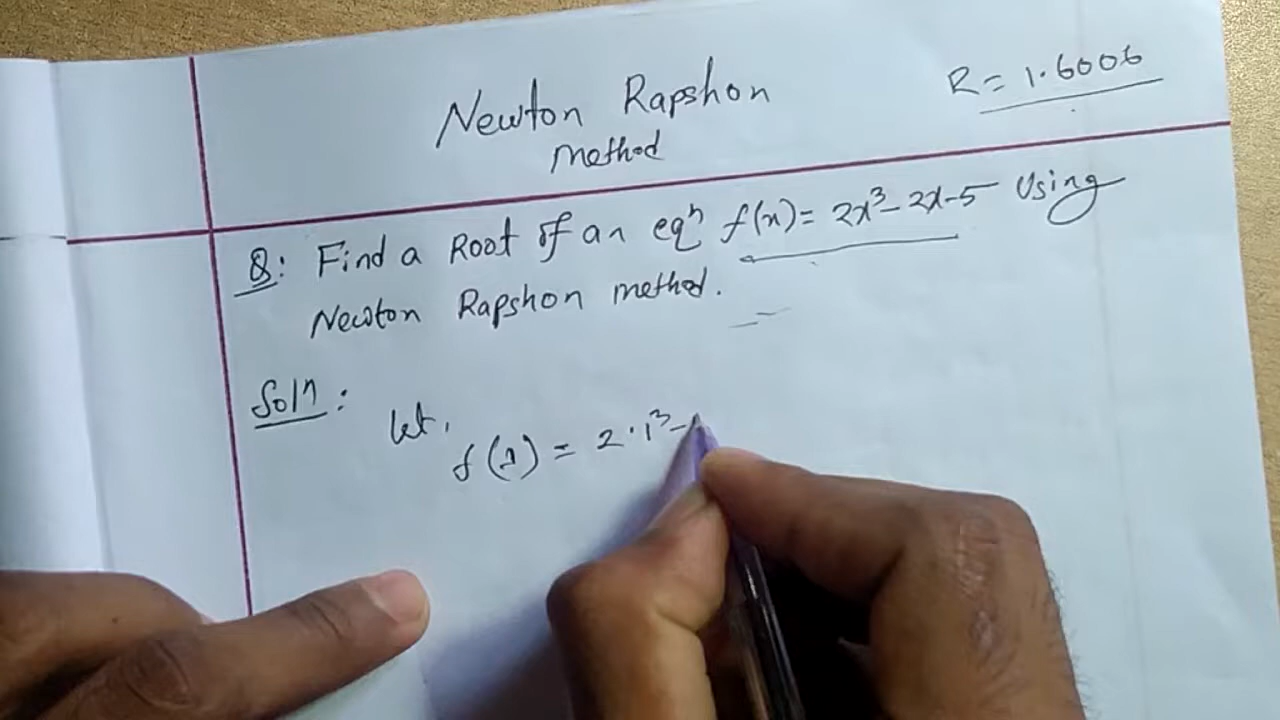 Newton Rapshon
Method
R = 1.6006
Q: Find a Root of an eqⁿ f(x) = 2x³-2x-5 Using
Newton Rapshon method.
Solⁿ:
let,
f(1) = 2·1³-